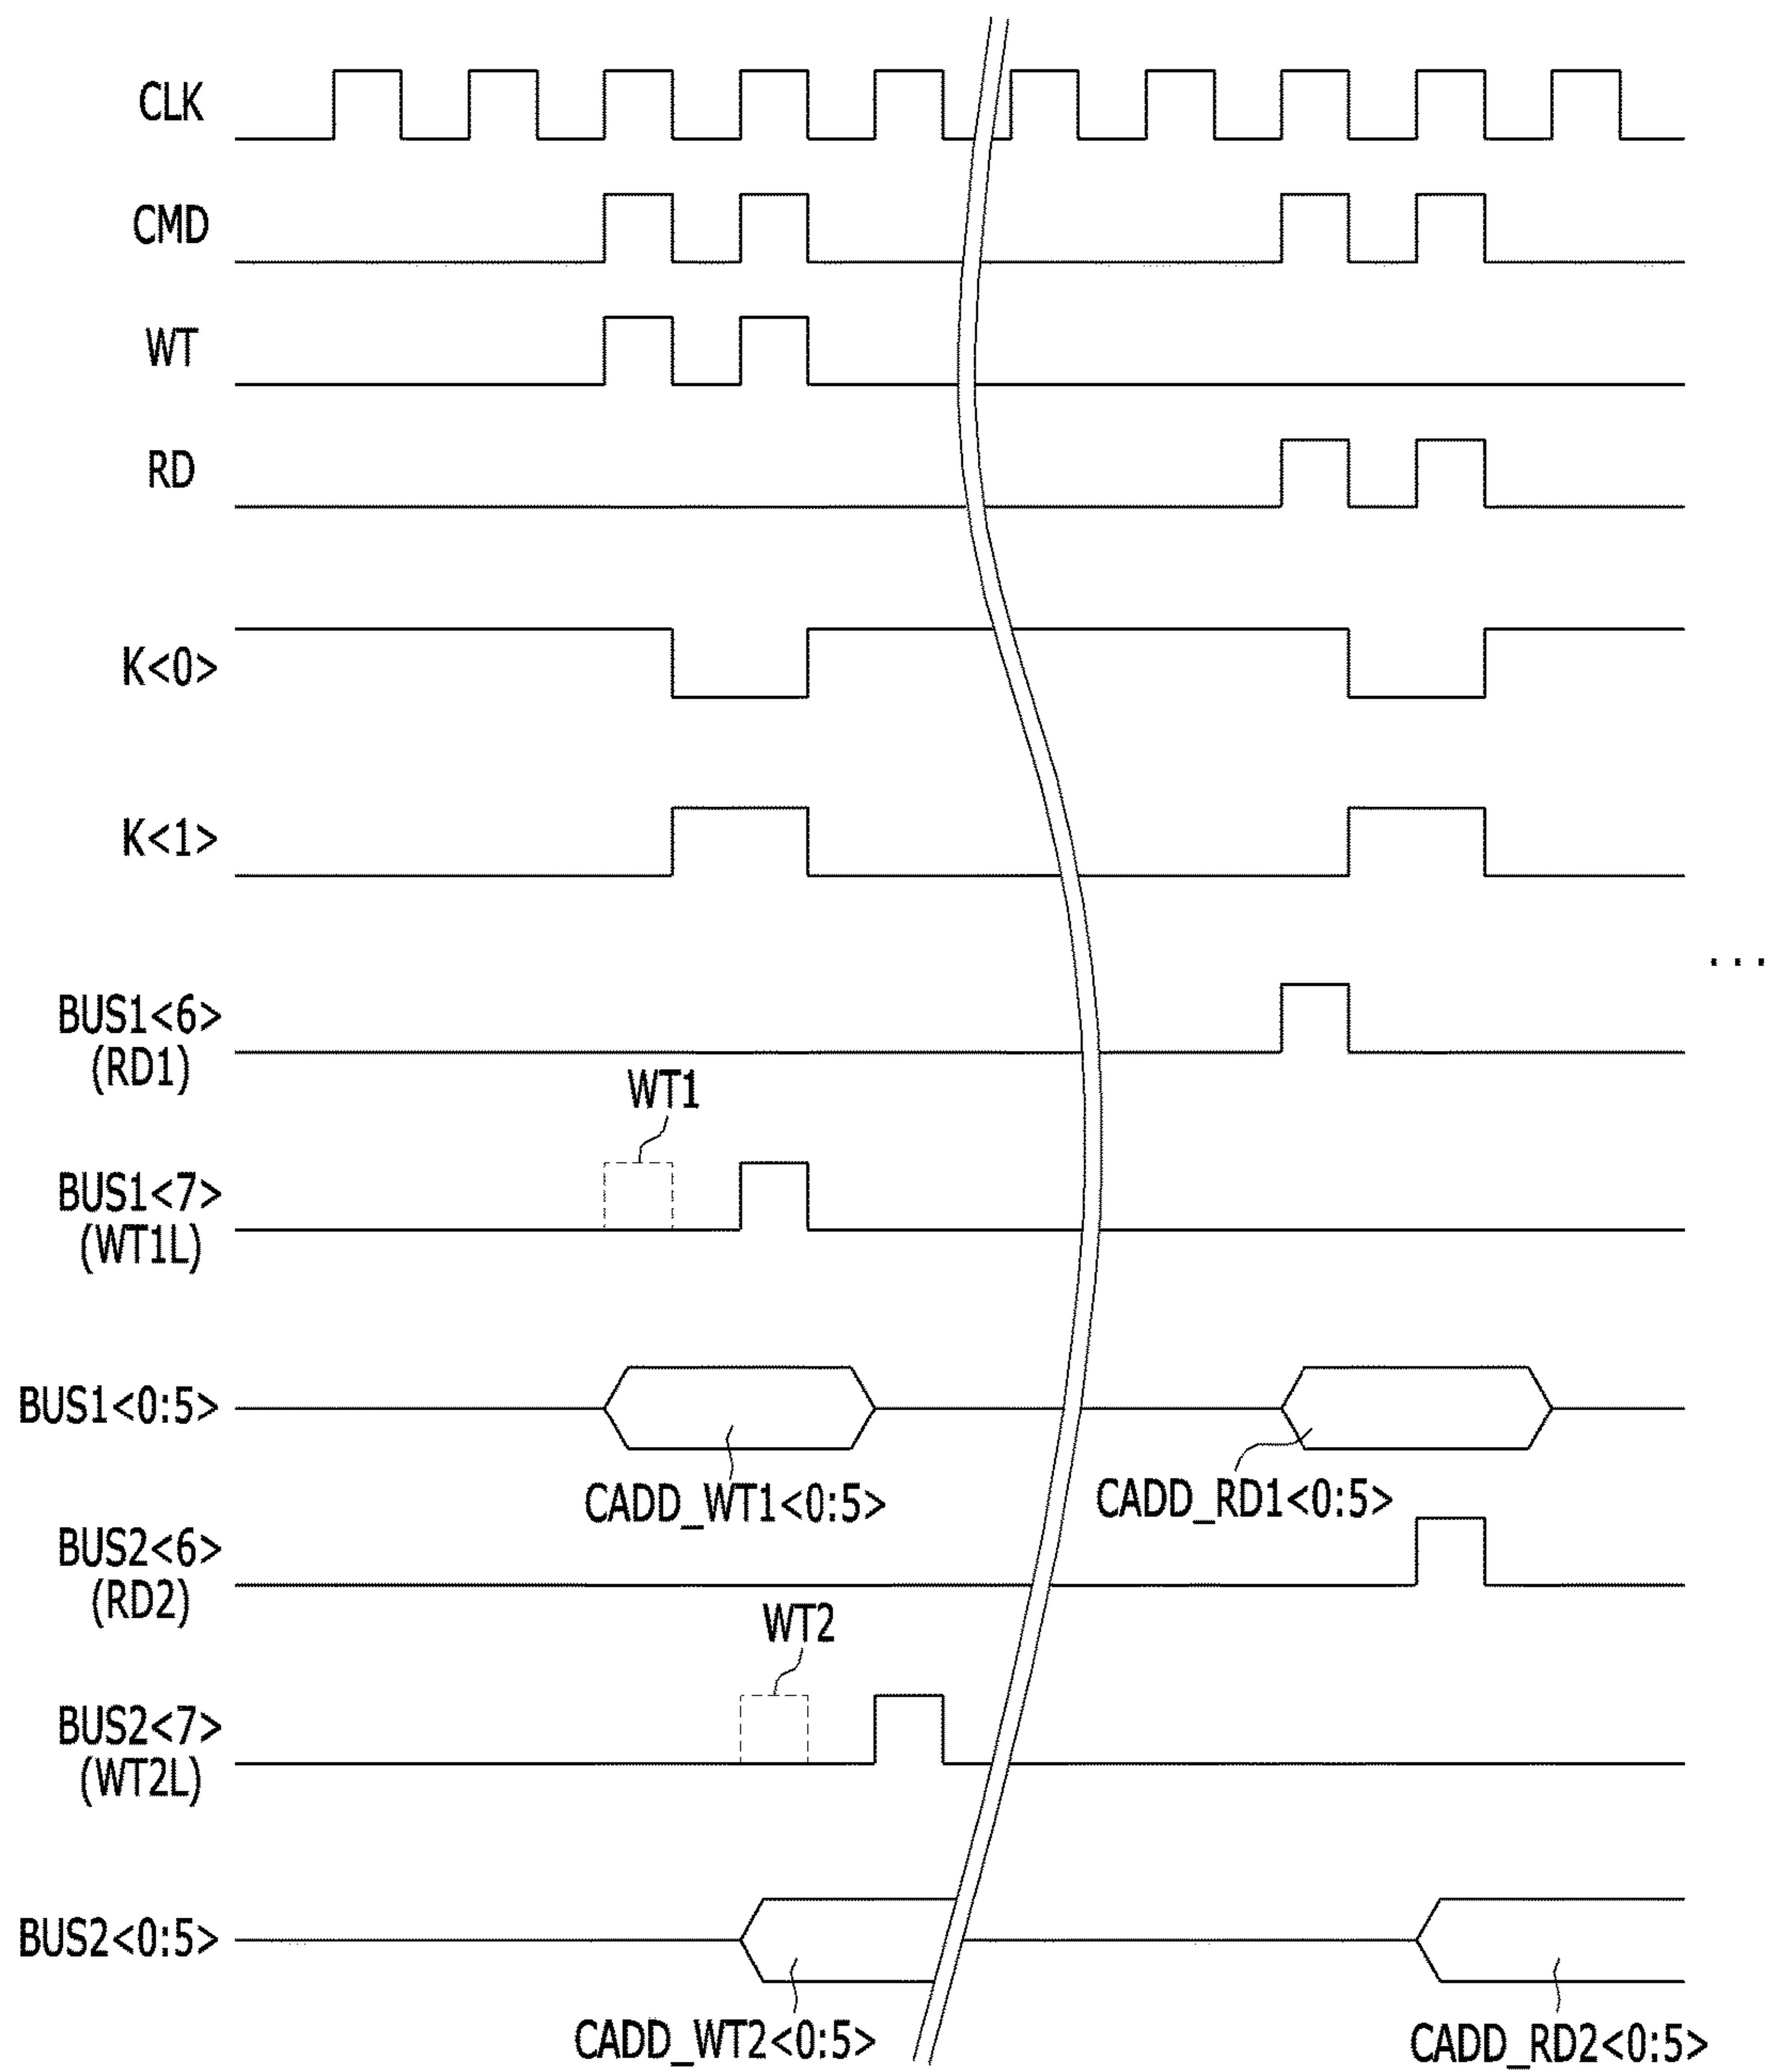 CLK
CMD
WT
RD
K<0>
K<1>
...
BUS1<6>
(RD1)
WT1
BUS1<7>
(WT1L)
BUS1<0:5>
CADD_WT1<0:5>
CADD_RD1<0:5>
BUS2<6>
(RD2)
WT2
BUS2<7>
(WT2L)
BUS2<0:5>
CADD_WT2<0:5>
CADD_RD2<0:5>